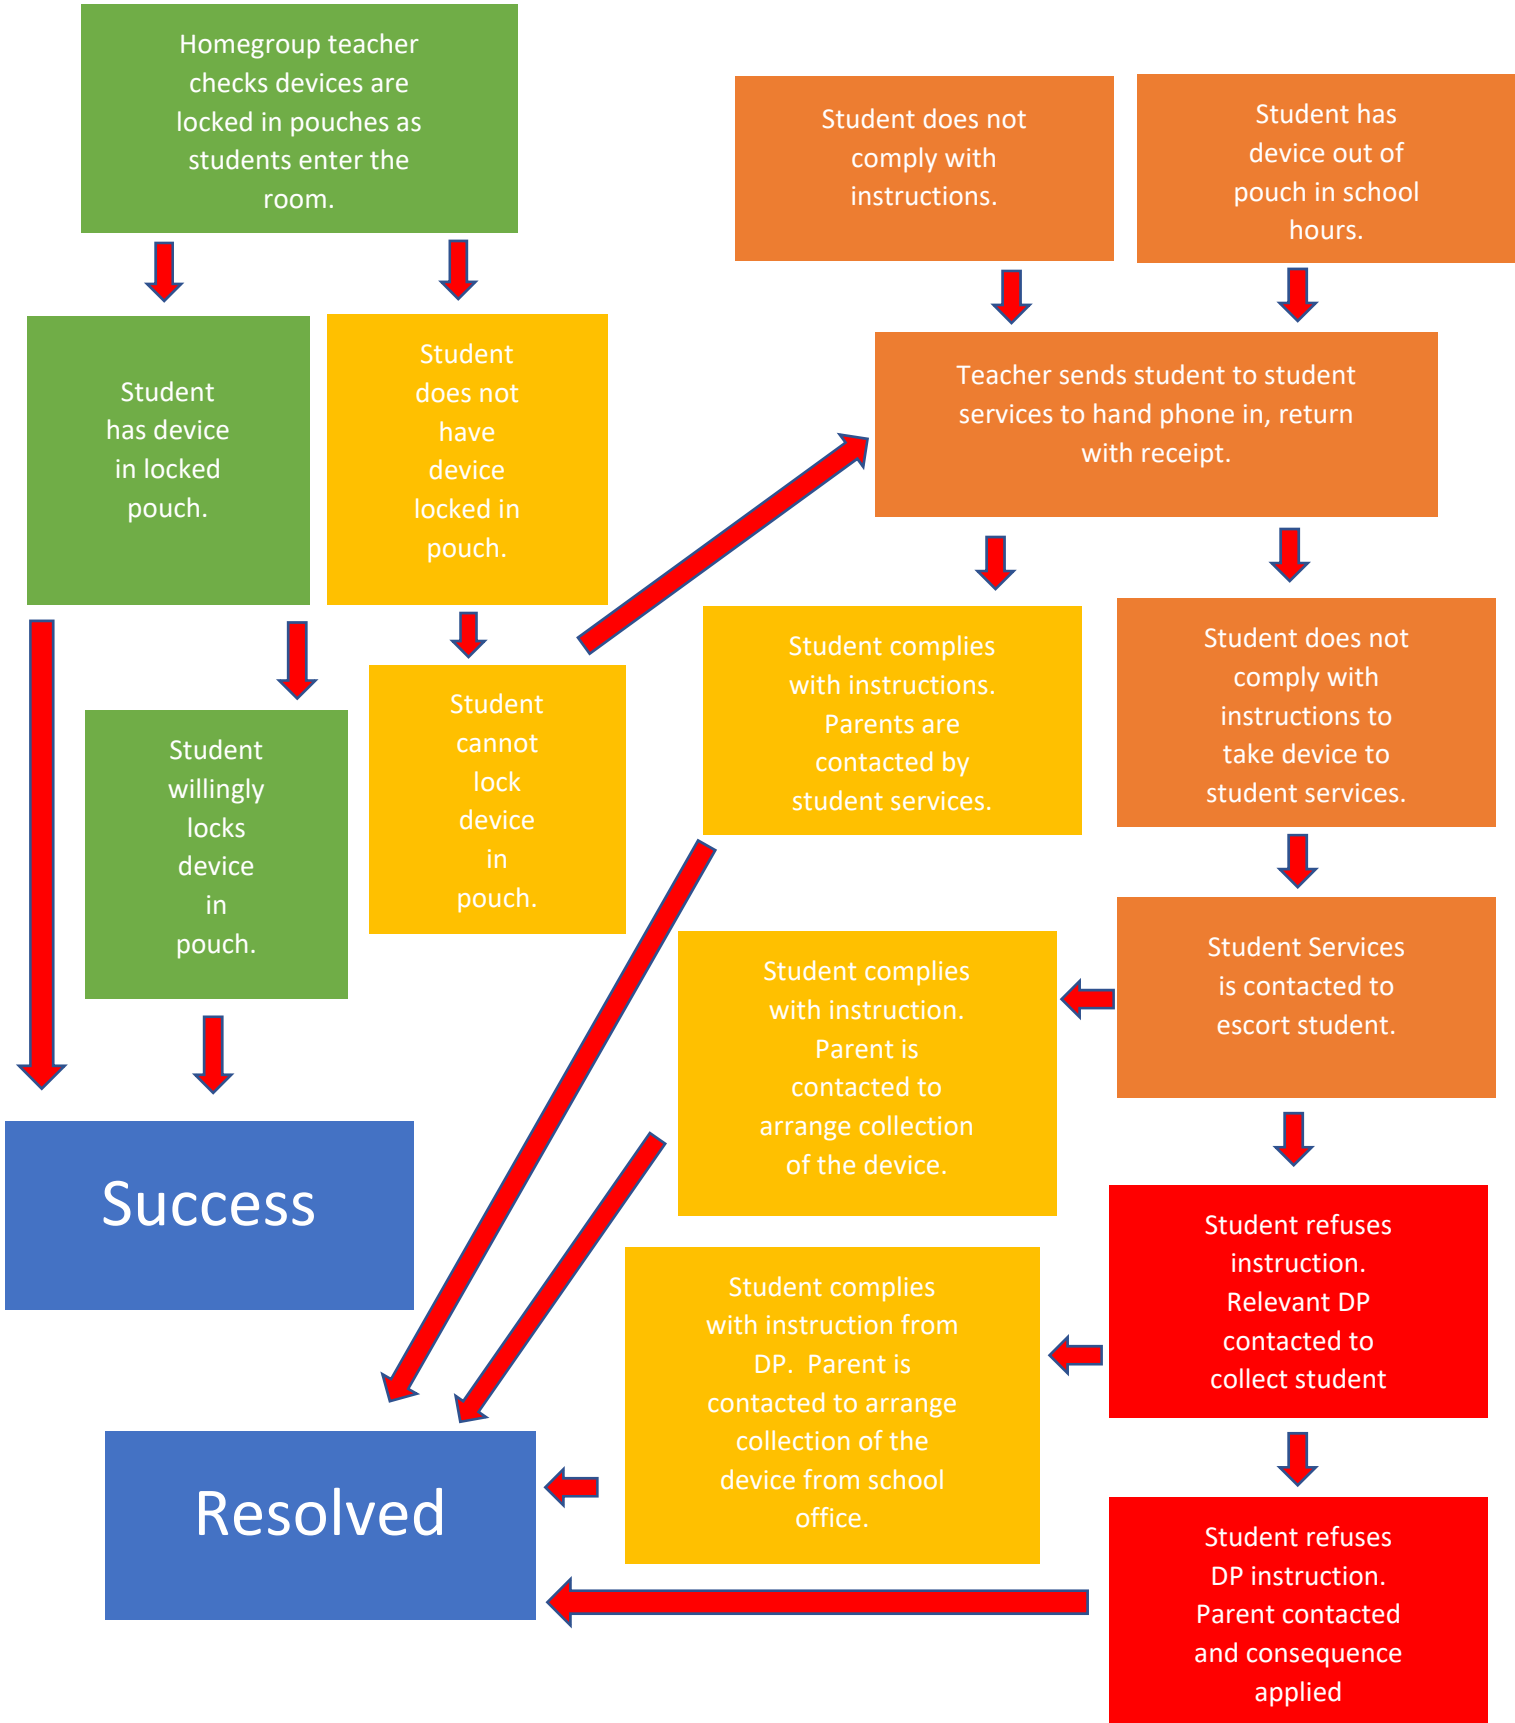 Homegroup teacher
checks devices are
locked in pouches as
students enter the
room.
Student does not
comply with
instructions.
Student has
device out of
pouch in school
hours.
Student
has device
in locked
pouch.
Student
does not
have
device
locked in
pouch.
Teacher sends student to student
services to hand phone in, return
with receipt.
Student
willingly
locks
device
in
pouch.
Student
cannot
lock
device
in
pouch.
Student complies
with instructions.
Parents are
contacted by
student services.
Student does not
comply with
instructions to
take device to
student services.
Student complies
with instruction.
Parent is
contacted to
arrange collection
of the device.
Student Services
is contacted to
escort student.
Success
Student complies
with instruction from
DP.  Parent is
contacted to arrange
collection of the
device from school
office.
Student refuses
instruction.
Relevant DP
contacted to
collect student
Resolved
Student refuses
DP instruction.
Parent contacted
and consequence
applied